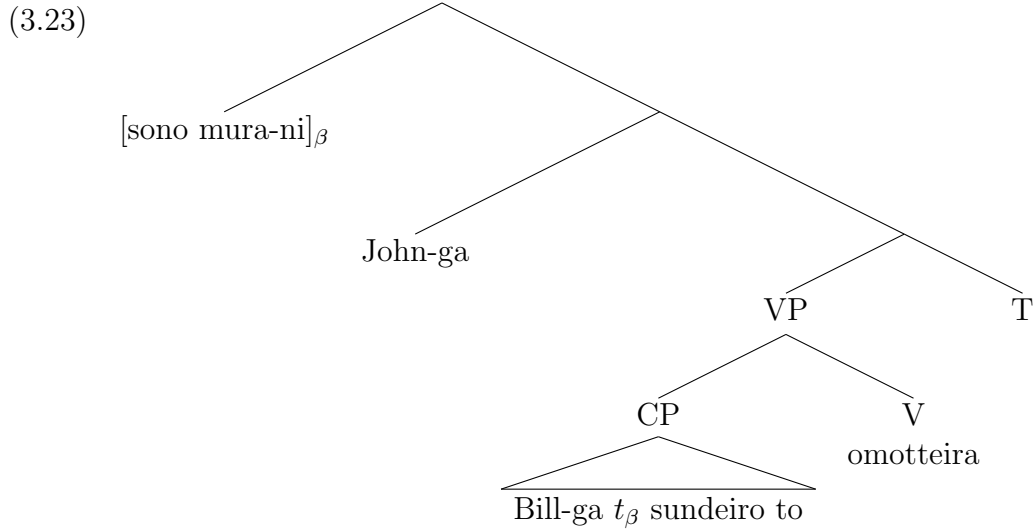 (3.23)
[sono mura-ni]β
John-ga
VP T
CP V
omotteira
Bill-ga tβ sundeiro to